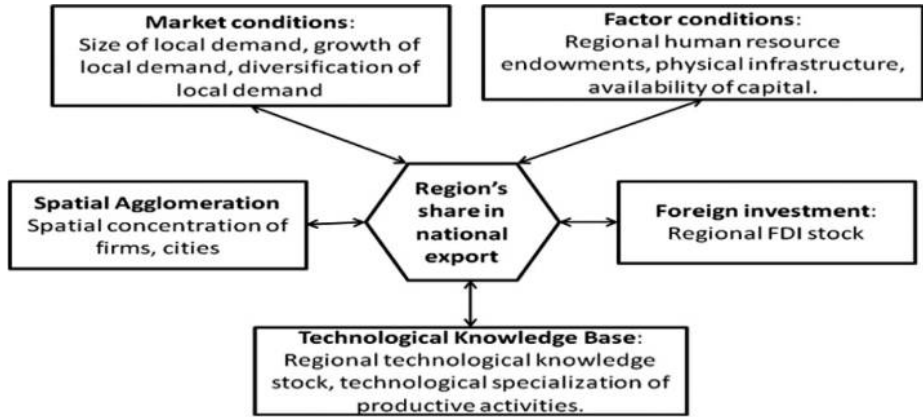 Market conditions:
Size of local demand, growth of
local demand, diversification of
local demand
Factor conditions:
Regional human resource
endowments, physical infrastructure,
availability of capital.
Spatial Agglomeration
Spatial concentration of
firms, cities
Region's
share in
national
export
Foreign investment:
Regional FDI stock
Technological Knowledge Base:
Regional technological knowledge
stock, technological specialization of
productive activities.